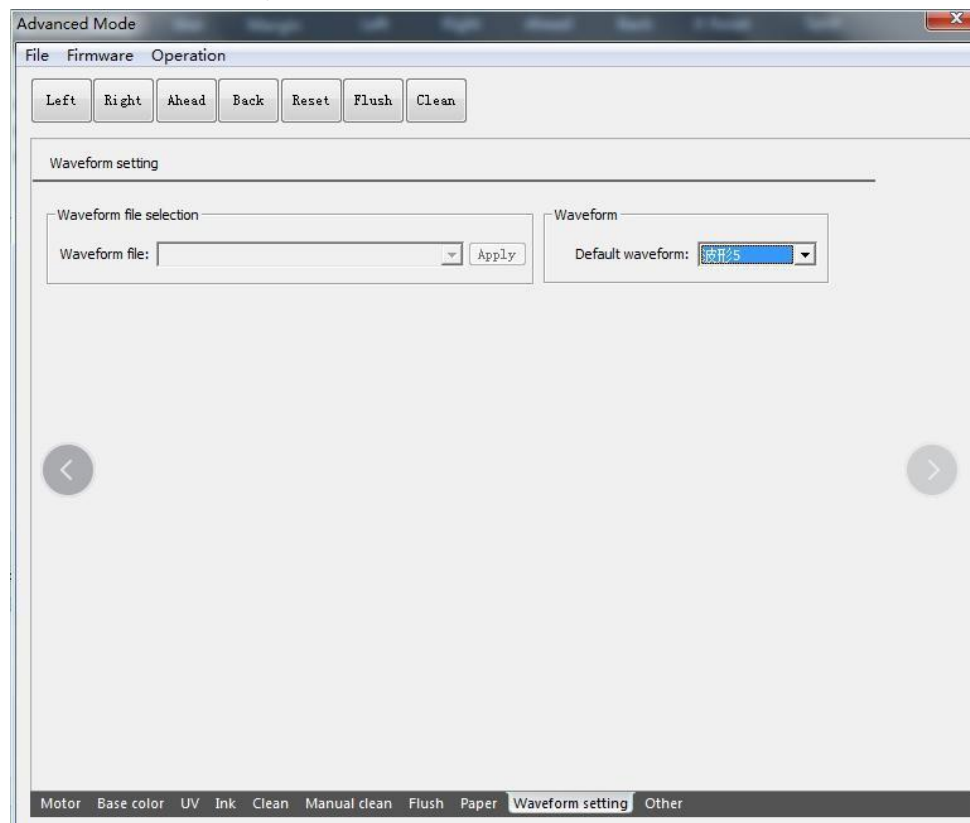 Advanced Mode
File Firmware Operation
Left Right Ahead Back Reset Flush Clean
Waveform setting
Waveform file selection
Waveform file: Apply
Waveform
Default waveform: 波形5
Motor Base color UV Ink Clean Manual clean Flush Paper Waveform setting Other